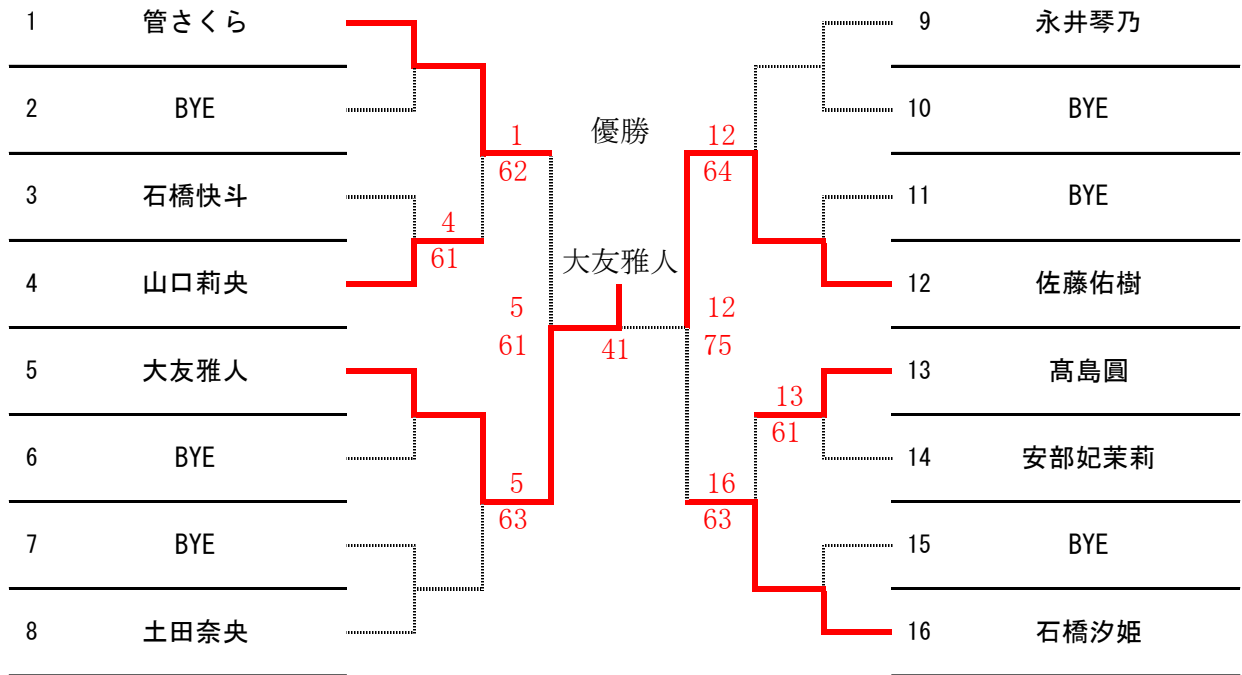 1 管さくら
2 BYE
3 石橋快斗
4 山口莉央
5 大友雅人
6 BYE
7 BYE
8 土田奈央
1
62
4
61
5
61
5
63
優勝
大友雅人
41
12
64
12
75
13
61
16
63
9 永井琴乃
10 BYE
11 BYE
12 佐藤佑樹
13 髙島圓
14 安部妃茉莉
15 BYE
16 石橋汐姫